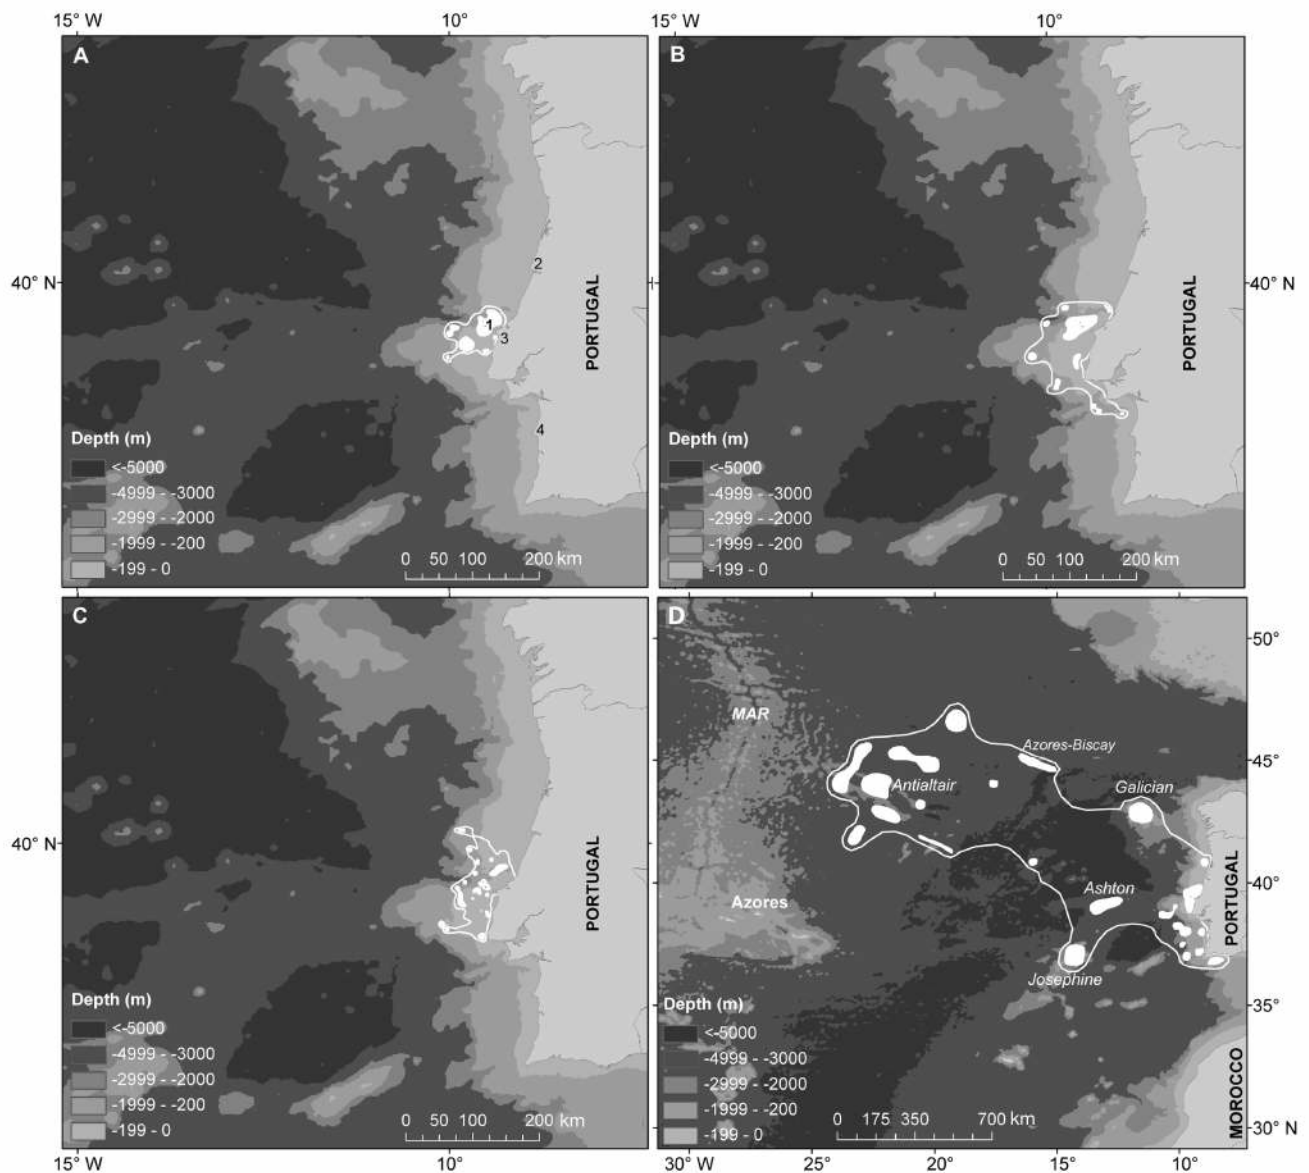 15° W 10° 15° W 10°
A
B
40° N
2
1
3
4
PORTUGAL
PORTUGAL
40° N
Depth (m)
<-5000
-4999 - -3000
-2999 - -2000
-1999 - -200
-199 - 0
0 50 100 200 km
Depth (m)
<-5000
-4999 - -3000
-2999 - -2000
-1999 - -200
-199 - 0
0 50 100 200 km
C
40° N
PORTUGAL
Depth (m)
<-5000
-4999 - -3000
-2999 - -2000
-1999 - -200
-199 - 0
0 50 100 200 km
15° W 10°
D
50°
MAR
Azores-Biscay
45°
Antialtair
Galician
Ashton
40°
Azores
PORTUGAL
Josephine
35°
Depth (m)
<-5000
-4999 - -3000
-2999 - -2000
-1999 - -200
-199 - 0
0 175 350 700 km
MOROCCO
30° N
30° W 25° 20° 15° 10°